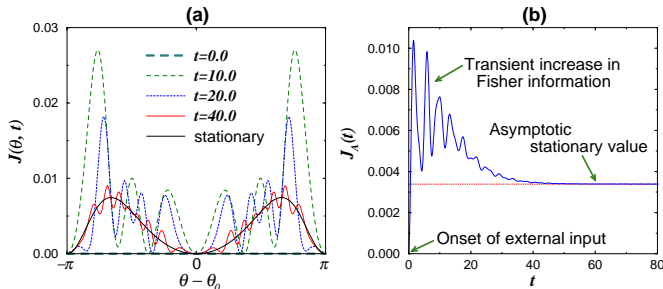 (a)
0.03
0.02
0.01
0.00
J(θ, t)
t=0.0
t=10.0
t=20.0
t=40.0
stationary
−π
0
π
θ − θ0
(b)
0.010
0.008
0.006
0.004
0.002
0.000
J_A(t)
Transient increase in
Fisher information
Asymptotic
stationary value
Onset of external input
0
20
40
60
80
t